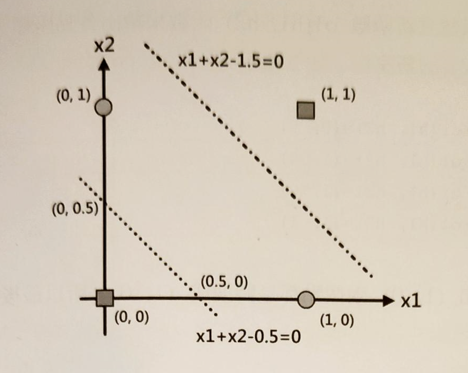 x2
x1+x2-1.5=0
(0, 1)
(1, 1)
(0, 0.5)
(0.5, 0)
x1
(0, 0)
(1, 0)
x1+x2-0.5=0